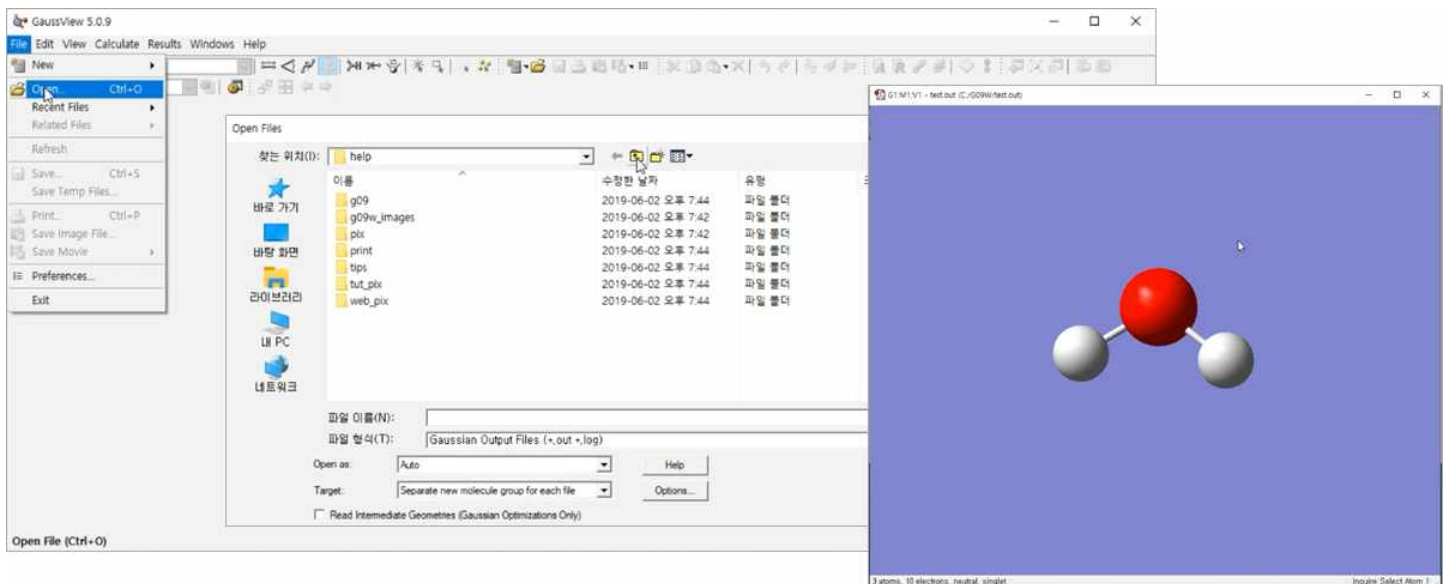 GaussView 5.0.9
File Edit View Calculate Results Windows Help
New
Open... Ctrl+O
Recent Files
Related Files
Refresh
Save... Ctrl+S
Save Temp Files...
Print... Ctrl+P
Save Image File...
Save Movie
Preferences...
Exit
Open Files
찾는 위치(I): help
이름 수정한 날짜 유형
g09 2019-06-02 오후 7:44 파일 폴더
g09w_images 2019-06-02 오후 7:42 파일 폴더
pix 2019-06-02 오후 7:42 파일 폴더
print 2019-06-02 오후 7:44 파일 폴더
tips 2019-06-02 오후 7:44 파일 폴더
tut_pix 2019-06-02 오후 7:44 파일 폴더
web_pix 2019-06-02 오후 7:44 파일 폴더
바로 가기
바탕 화면
라이브러리
내 PC
네트워크
파일 이름(N):
파일 형식(T): Gaussian Output Files (*.out *.log)
Open as: Auto Help
Target: Separate new molecule group for each file Options...
Read Intermediate Geometries (Gaussian Optimizations Only)
Open File (Ctrl+O)
G1:M1;V1 - test.out (C:/G09W/test.out)
3 atoms, 10 electrons, neutral, singlet Inquire Select Atom 1